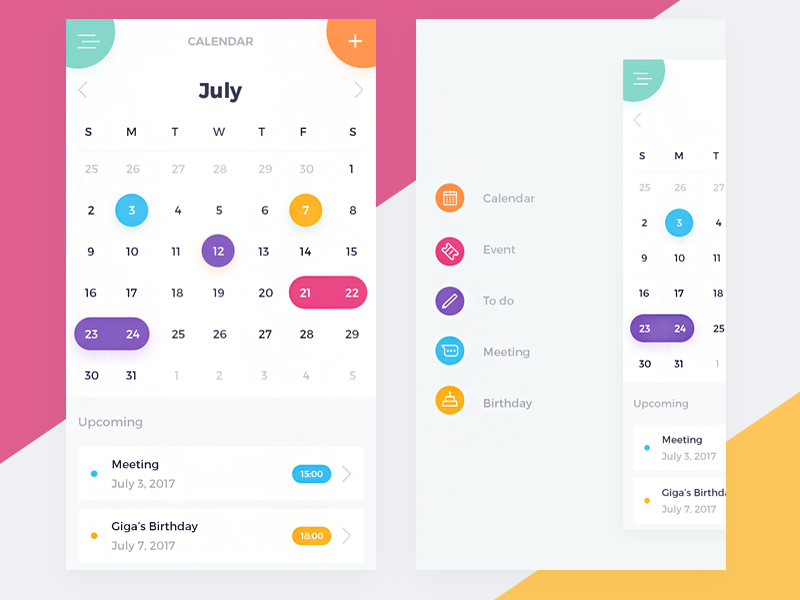 CALENDAR
July
S M T W T F S
25 26 27 28 29 30 1
2 3 4 5 6 7 8
9 10 11 12 13 14 15
16 17 18 19 20 21 22
23 24 25 26 27 28 29
30 31 1 2 3 4 5
Upcoming
Meeting
July 3, 2017
15:00
Giga's Birthday
July 7, 2017
18:00
Calendar
Event
To do
Meeting
Birthday
S M T
25 26 27
2 3 4
9 10 11
16 17 18
23 24 25
30 31 1
Upcoming
Meeting
July 3, 2017
Giga's Birthda
July 7, 2017